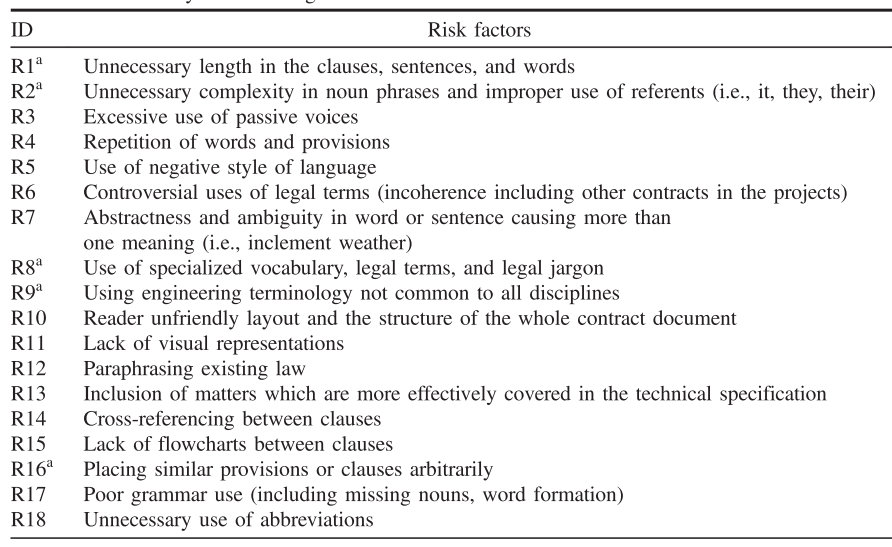 ID Risk factors
R1a Unnecessary length in the clauses, sentences, and words
R2a Unnecessary complexity in noun phrases and improper use of referents (i.e., it, they, their)
R3 Excessive use of passive voices
R4 Repetition of words and provisions
R5 Use of negative style of language
R6 Controversial uses of legal terms (incoherence including other contracts in the projects)
R7 Abstractness and ambiguity in word or sentence causing more than
one meaning (i.e., inclement weather)
R8a Use of specialized vocabulary, legal terms, and legal jargon
R9a Using engineering terminology not common to all disciplines
R10 Reader unfriendly layout and the structure of the whole contract document
R11 Lack of visual representations
R12 Paraphrasing existing law
R13 Inclusion of matters which are more effectively covered in the technical specification
R14 Cross-referencing between clauses
R15 Lack of flowcharts between clauses
R16a Placing similar provisions or clauses arbitrarily
R17 Poor grammar use (including missing nouns, word formation)
R18 Unnecessary use of abbreviations